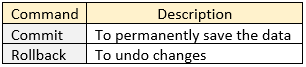 Command Description
Commit To permanently save the data
Rollback To undo changes